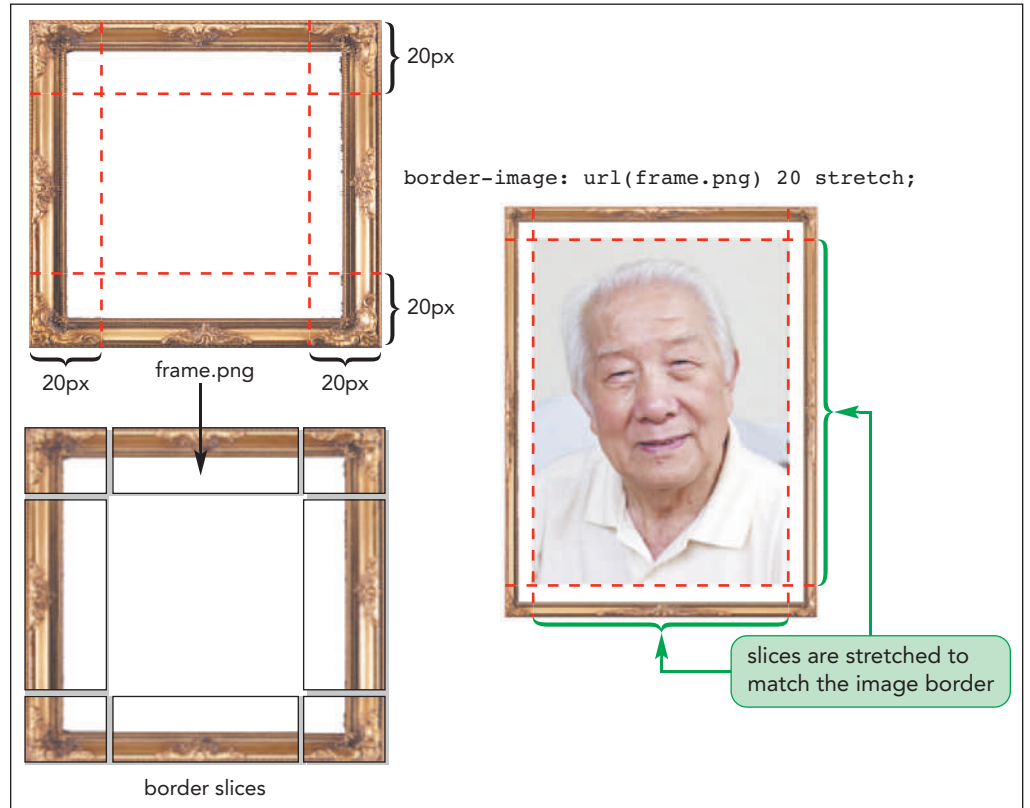 20px
border-image: url(frame.png) 20 stretch;
20px
20px
frame.png
20px
slices are stretched to
match the image border
border slices